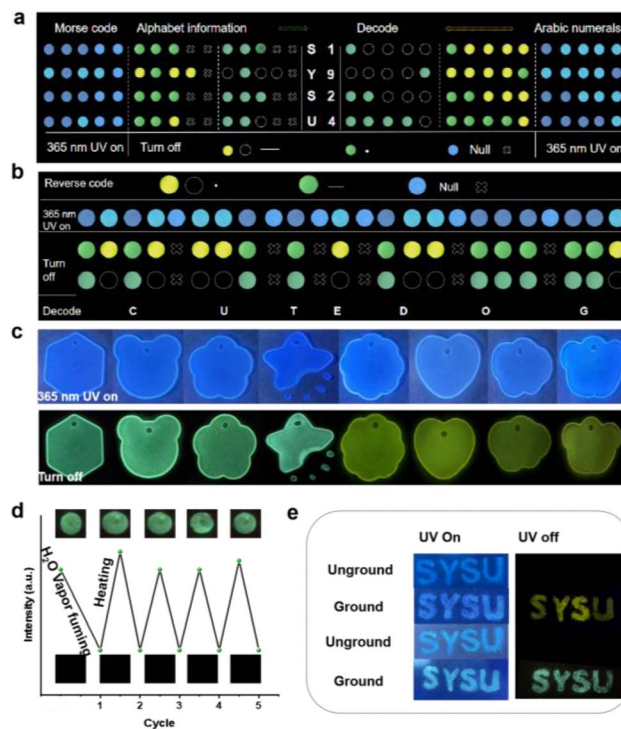 a
Morse code Alphabet information Decode Arabic numerals
S 1
Y 9
S 2
U 4
365 nm UV on Turn off — · Null 365 nm UV on
b
Reverse code · — Null
365 nm
UV on
Turn
off
Decode C U T E D O G
c
365 nm UV on
Turn off
d
Intensity (a.u.)
H₂O Vapor fuming
Heating
1 2 3 4 5
Cycle
e
UV On UV off
Unground SYSU
Ground SYSU SYSU
Unground SYSU
Ground SYSU SYSU